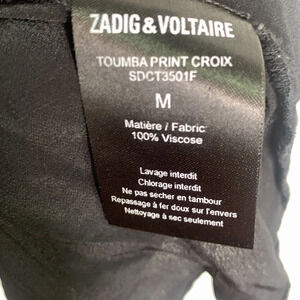 ZADIG & VOLTAIRE
TOUMBA PRINT CROIX
SDCT3501F
M
Matière / Fabric:
100% Viscose
Lavage interdit
Chlorage interdit
Ne pas sécher en tambour
Repassage à fer doux sur l'envers
Nettoyage à sec seulement